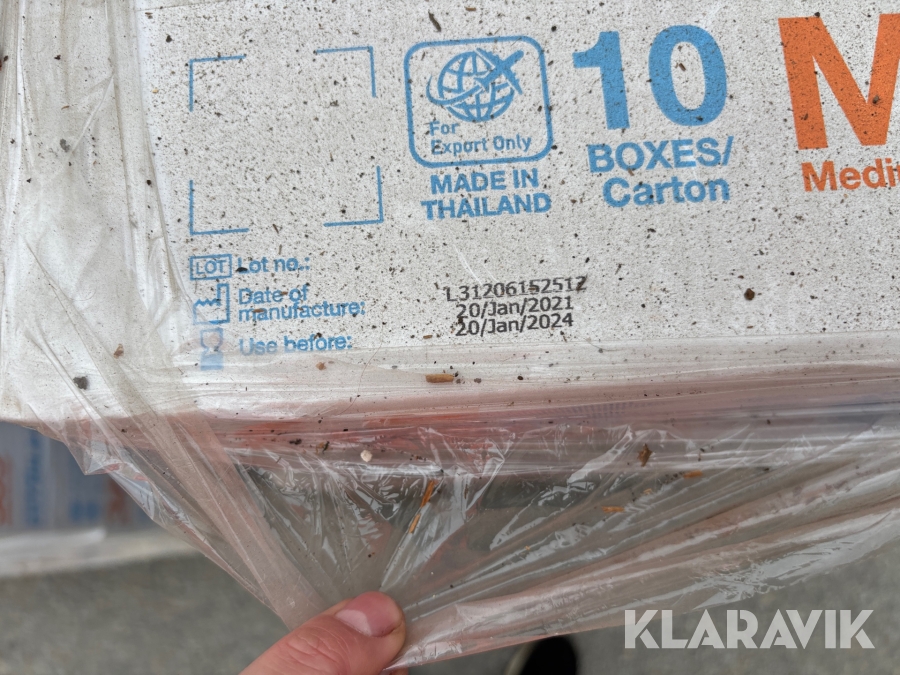 For
Export Only
MADE IN
THAILAND
10
BOXES/
Carton
M
Medi
LOT Lot no.:
Date of
manufacture:
Use before:
L31206152512
20/Jan/2021
20/Jan/2024
KLARAVIK